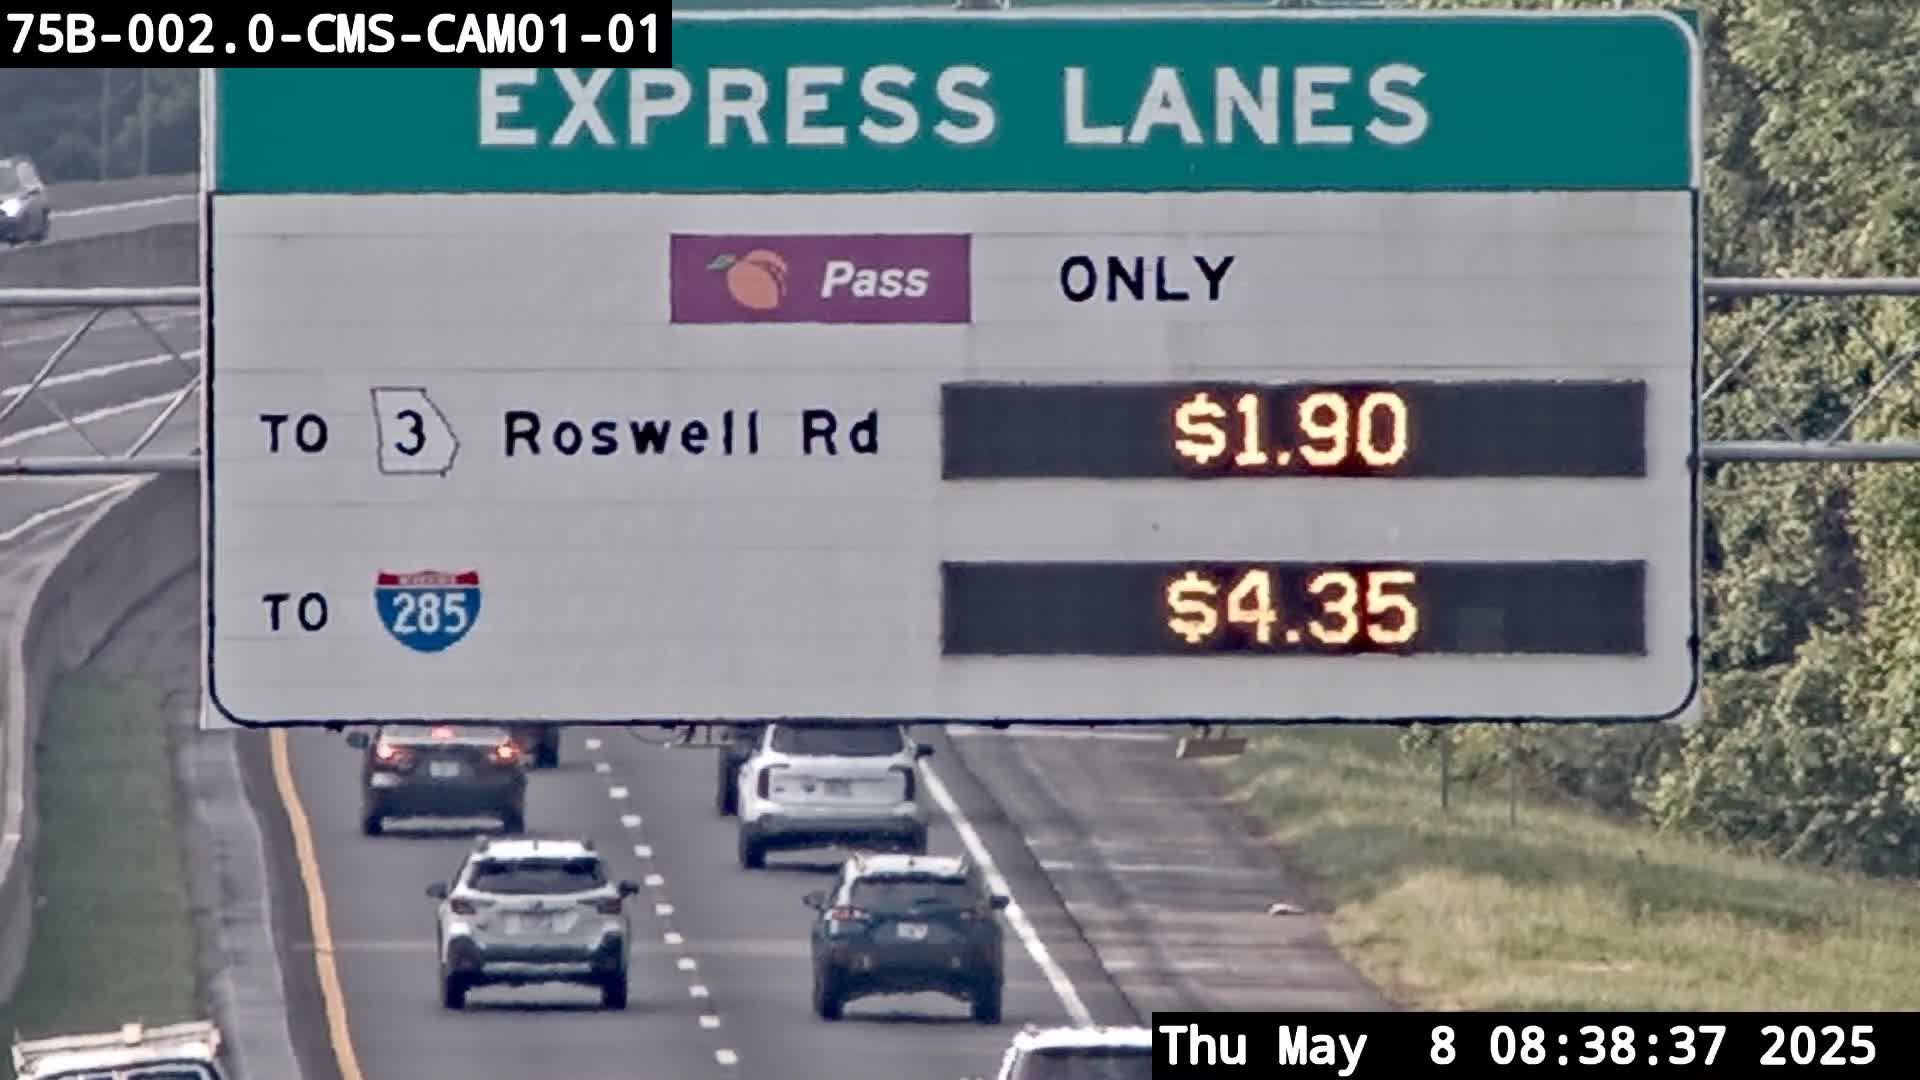 75B-002.0-CMS-CAM01-01
EXPRESS LANES
Pass ONLY
TO 3 Roswell Rd $1.90
TO 285 $4.35
Thu May 8 08:38:37 2025